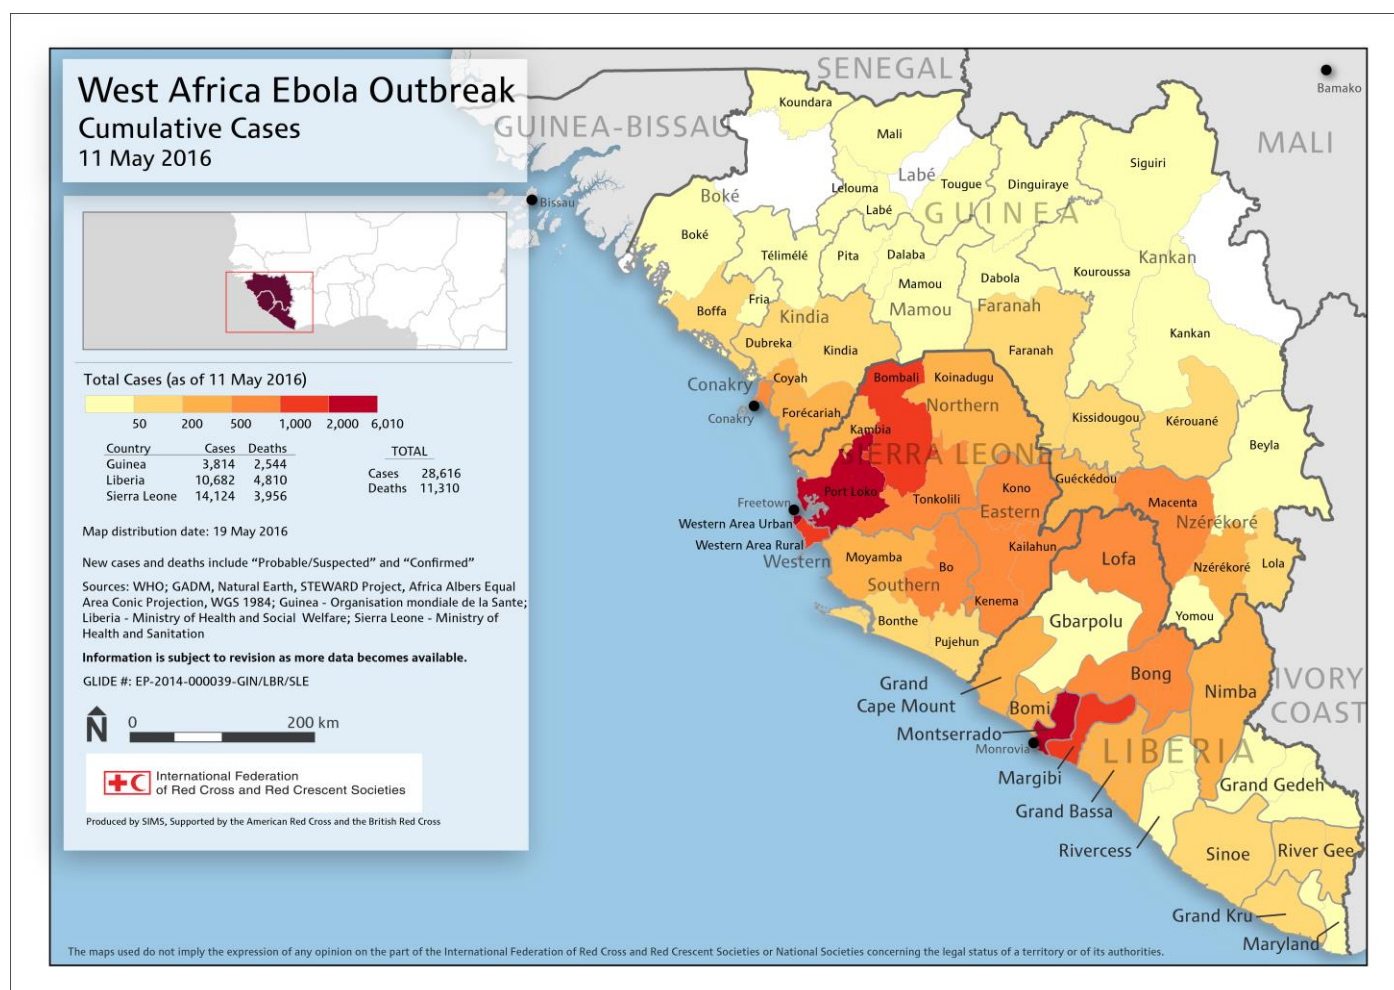 West Africa Ebola Outbreak
Cumulative Cases
11 May 2016
Total Cases (as of 11 May 2016)
50 200 500 1,000 2,000 6,010
Country Cases Deaths
Guinea 3,814 2,544
Liberia 10,682 4,810
Sierra Leone 14,124 3,956
TOTAL
Cases 28,616
Deaths 11,310
Map distribution date: 19 May 2016
New cases and deaths include “Probable/Suspected” and “Confirmed”
Sources: WHO; GADM, Natural Earth, STEWARD Project, Africa Albers Equal
Area Conic Projection, WGS 1984; Guinea - Organisation mondiale de la Sante;
Liberia - Ministry of Health and Social Welfare; Sierra Leone - Ministry of
Health and Sanitation
Information is subject to revision as more data becomes available.
GLIDE #: EP-2014-000039-GIN/LBR/SLE
N
0 200 km
International Federation
of Red Cross and Red Crescent Societies
Produced by SIMS, Supported by the American Red Cross and the British Red Cross
SENEGAL
Bamako
GUINEA-BISSAU
MALI
Bissau
Koundara
Mali
Siguiri
Labé
Boké
Lelouma
Tougue
Dinguiraye
Labé
GUINEA
Boké
Télimélé
Pita
Dalaba
Kankan
Kouroussa
Dabola
Mamou
Fria
Boffa
Kindia
Mamou
Faranah
Kankan
Dubreka
Kindia
Faranah
Conakry
Coyah
Bombali
Koinadugu
Conakry
Forécariah
Northern
Kissidougou
Kérouané
Kambia
Beyla
SIERRA LEONE
Guéckédou
Port Loko
Tonkolili
Kono
Macenta
Freetown
Eastern
Nzérékoré
Western Area Urban
Western Area Rural
Western
Moyamba
Kailahun
Lofa
Bo
Nzérékoré
Lola
Southern
Kenema
Bonthe
Yomou
Gbarpolu
Pujehun
Grand
Cape Mount
Bong
Nimba
IVORY
COAST
Bomi
Montserrado
Monrovia
LIBERIA
Margibi
Grand Gedeh
Grand Bassa
Rivercess
Sinoe
River Gee
Grand Kru
Maryland
The maps used do not imply the expression of any opinion on the part of the International Federation of Red Cross and Red Crescent Societies or National Societies concerning the legal status of a territory or of its authorities.